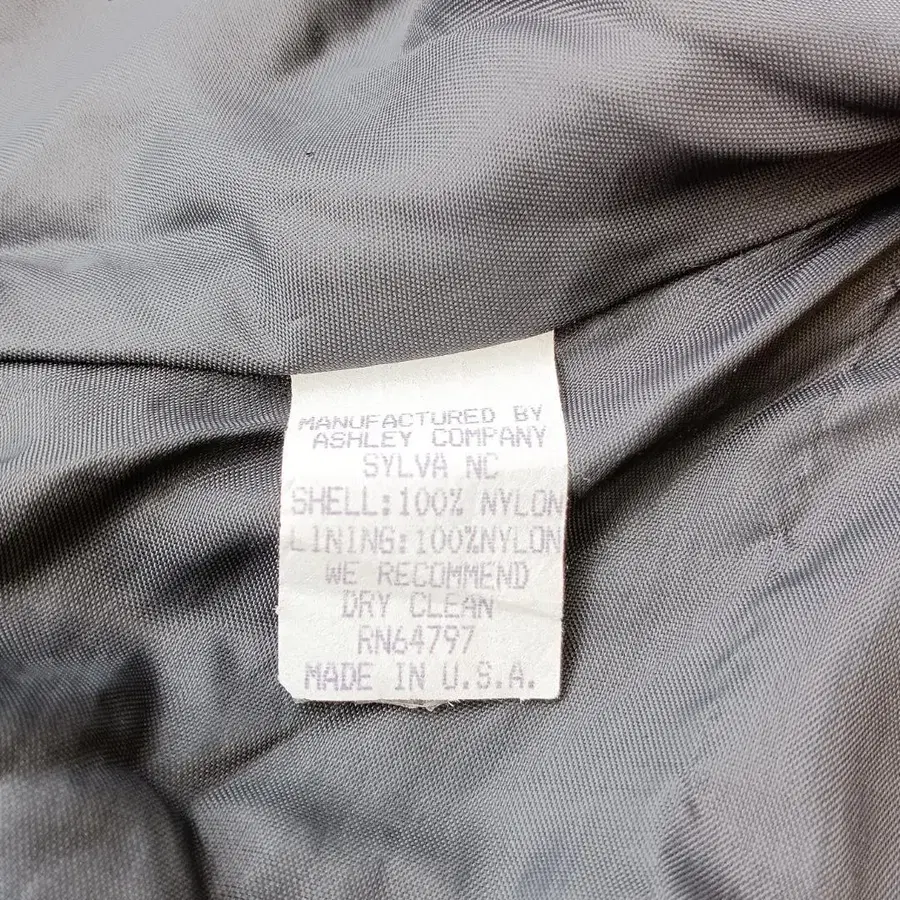 MANUFACTURED BY
ASHLEY COMPANY
SYLVA NC
SHELL:100% NYLON
LINING:100%NYLON
WE RECOMMEND
DRY CLEAN
RN64797
MADE IN U.S.A.